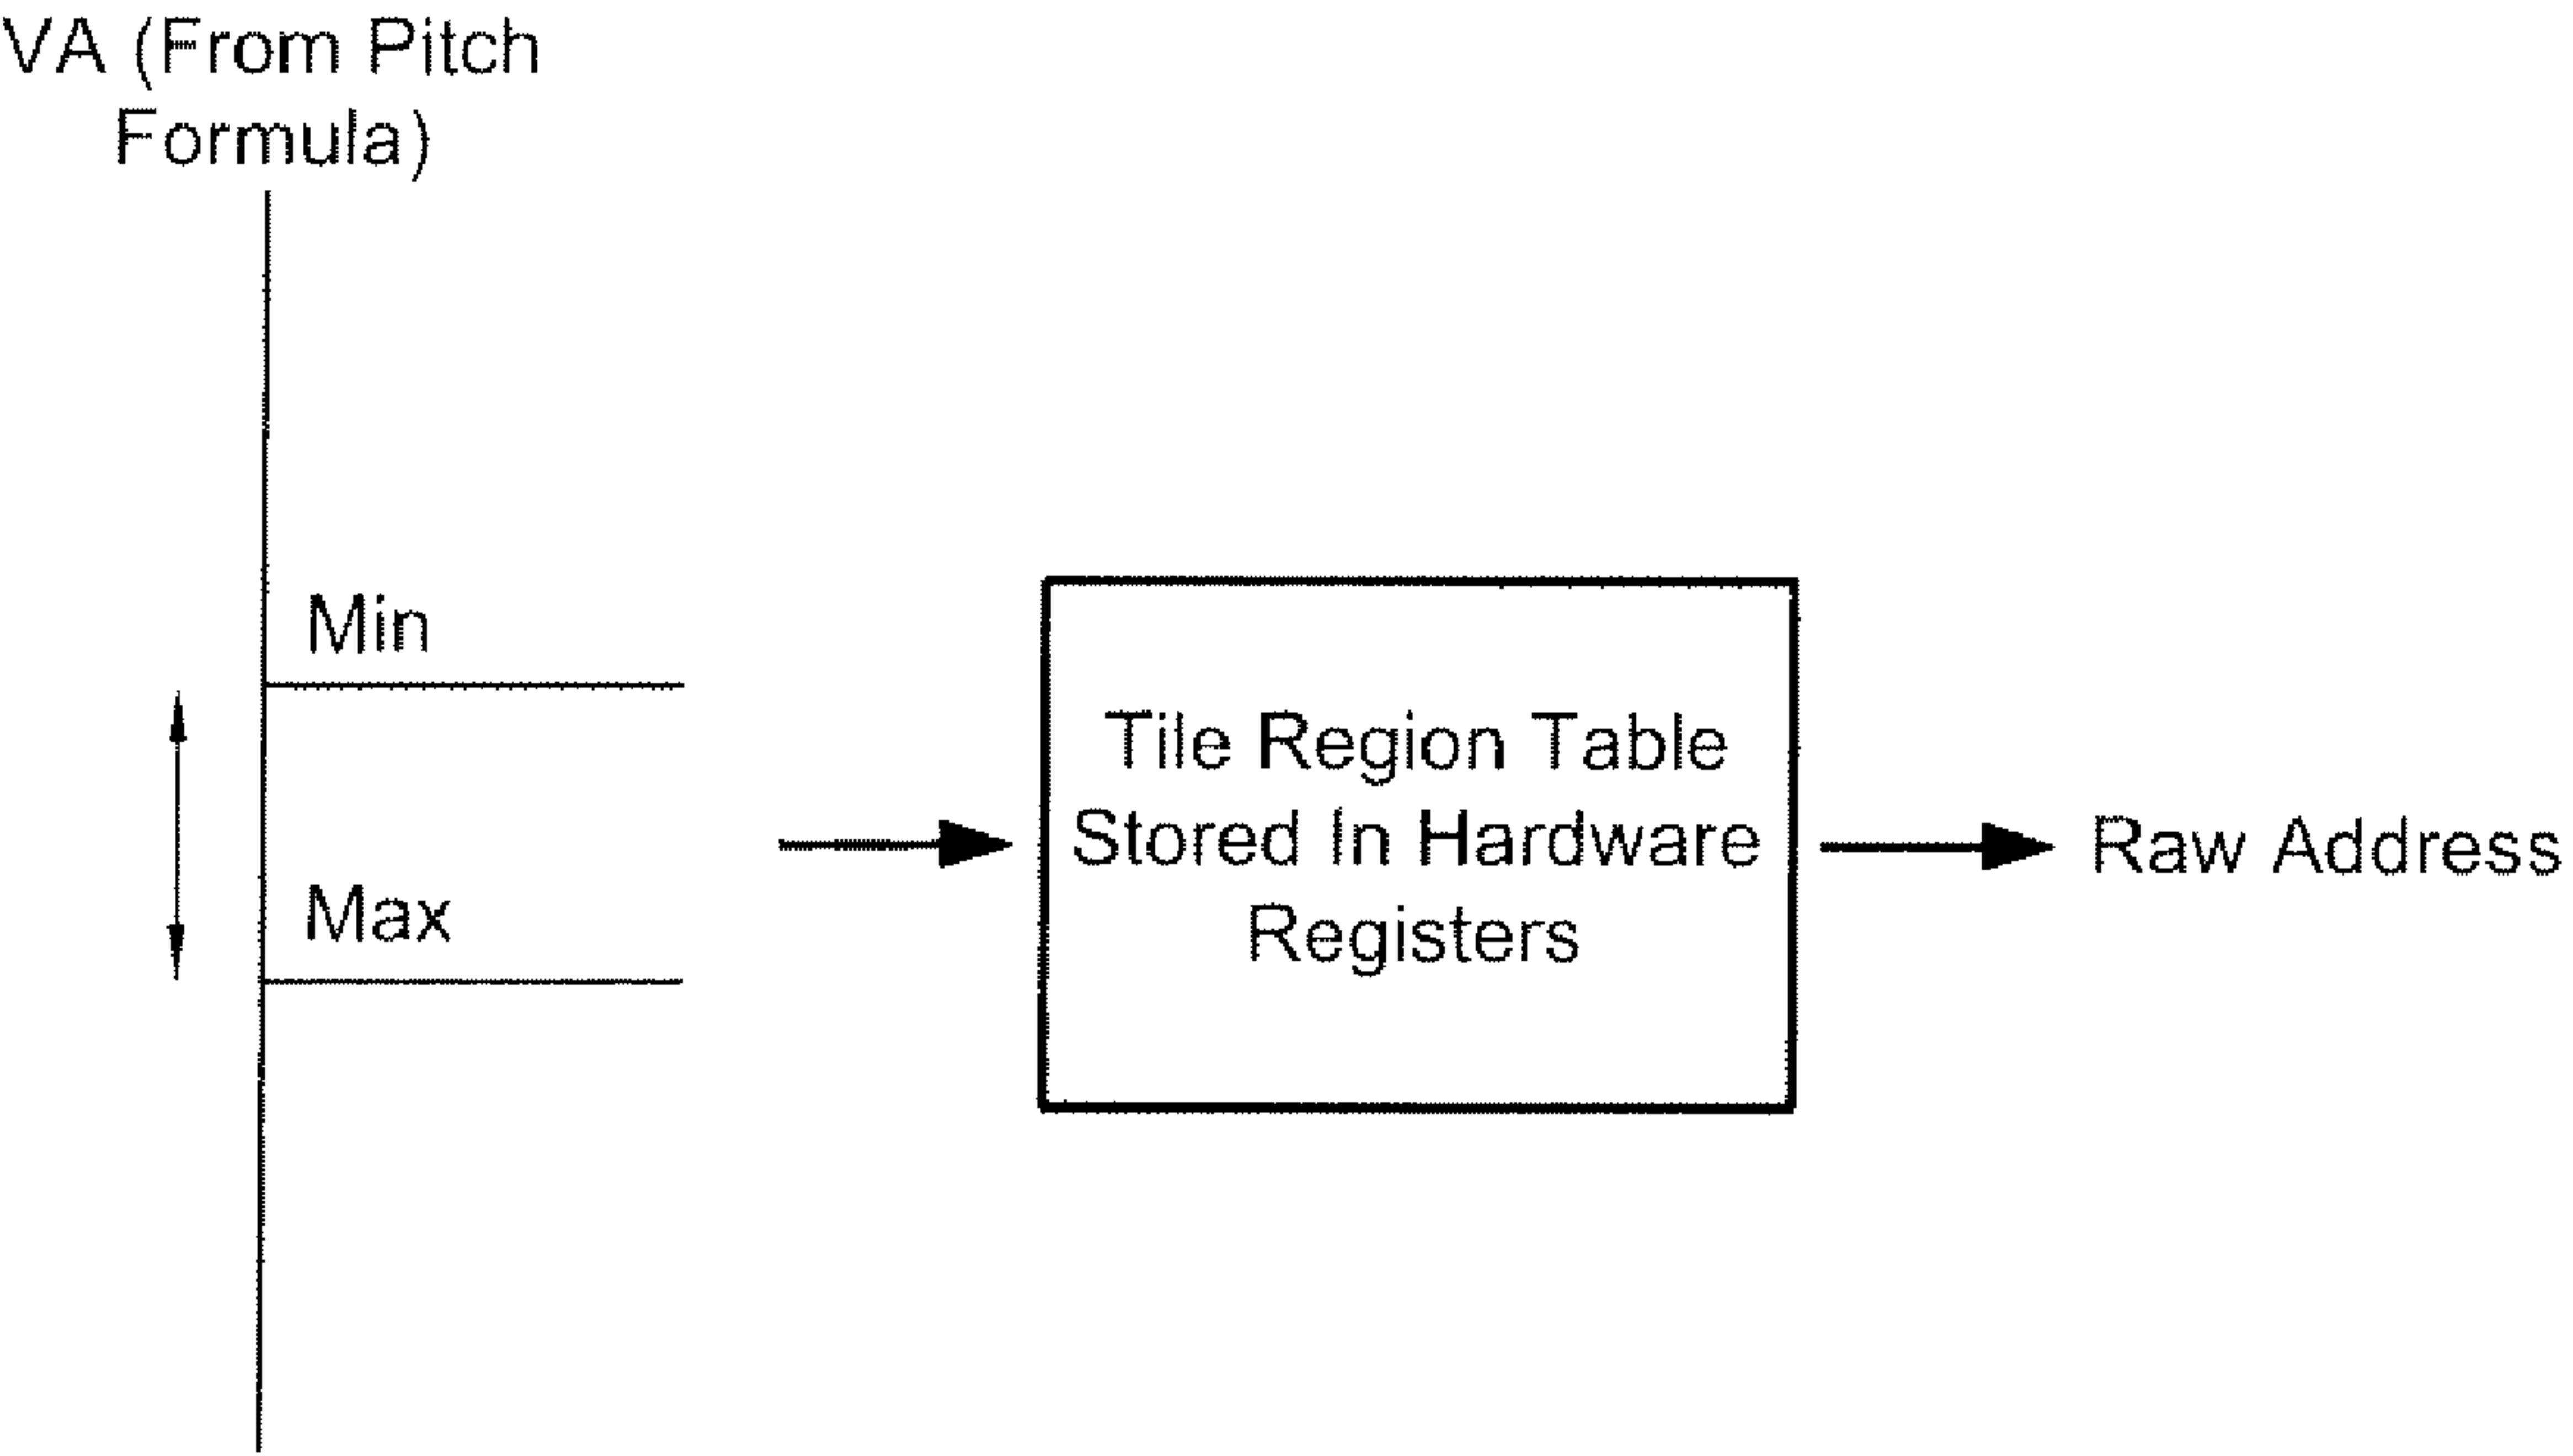 VA (From Pitch
Formula)
Min
Max
Tile Region Table
Stored In Hardware
Registers
Raw Address